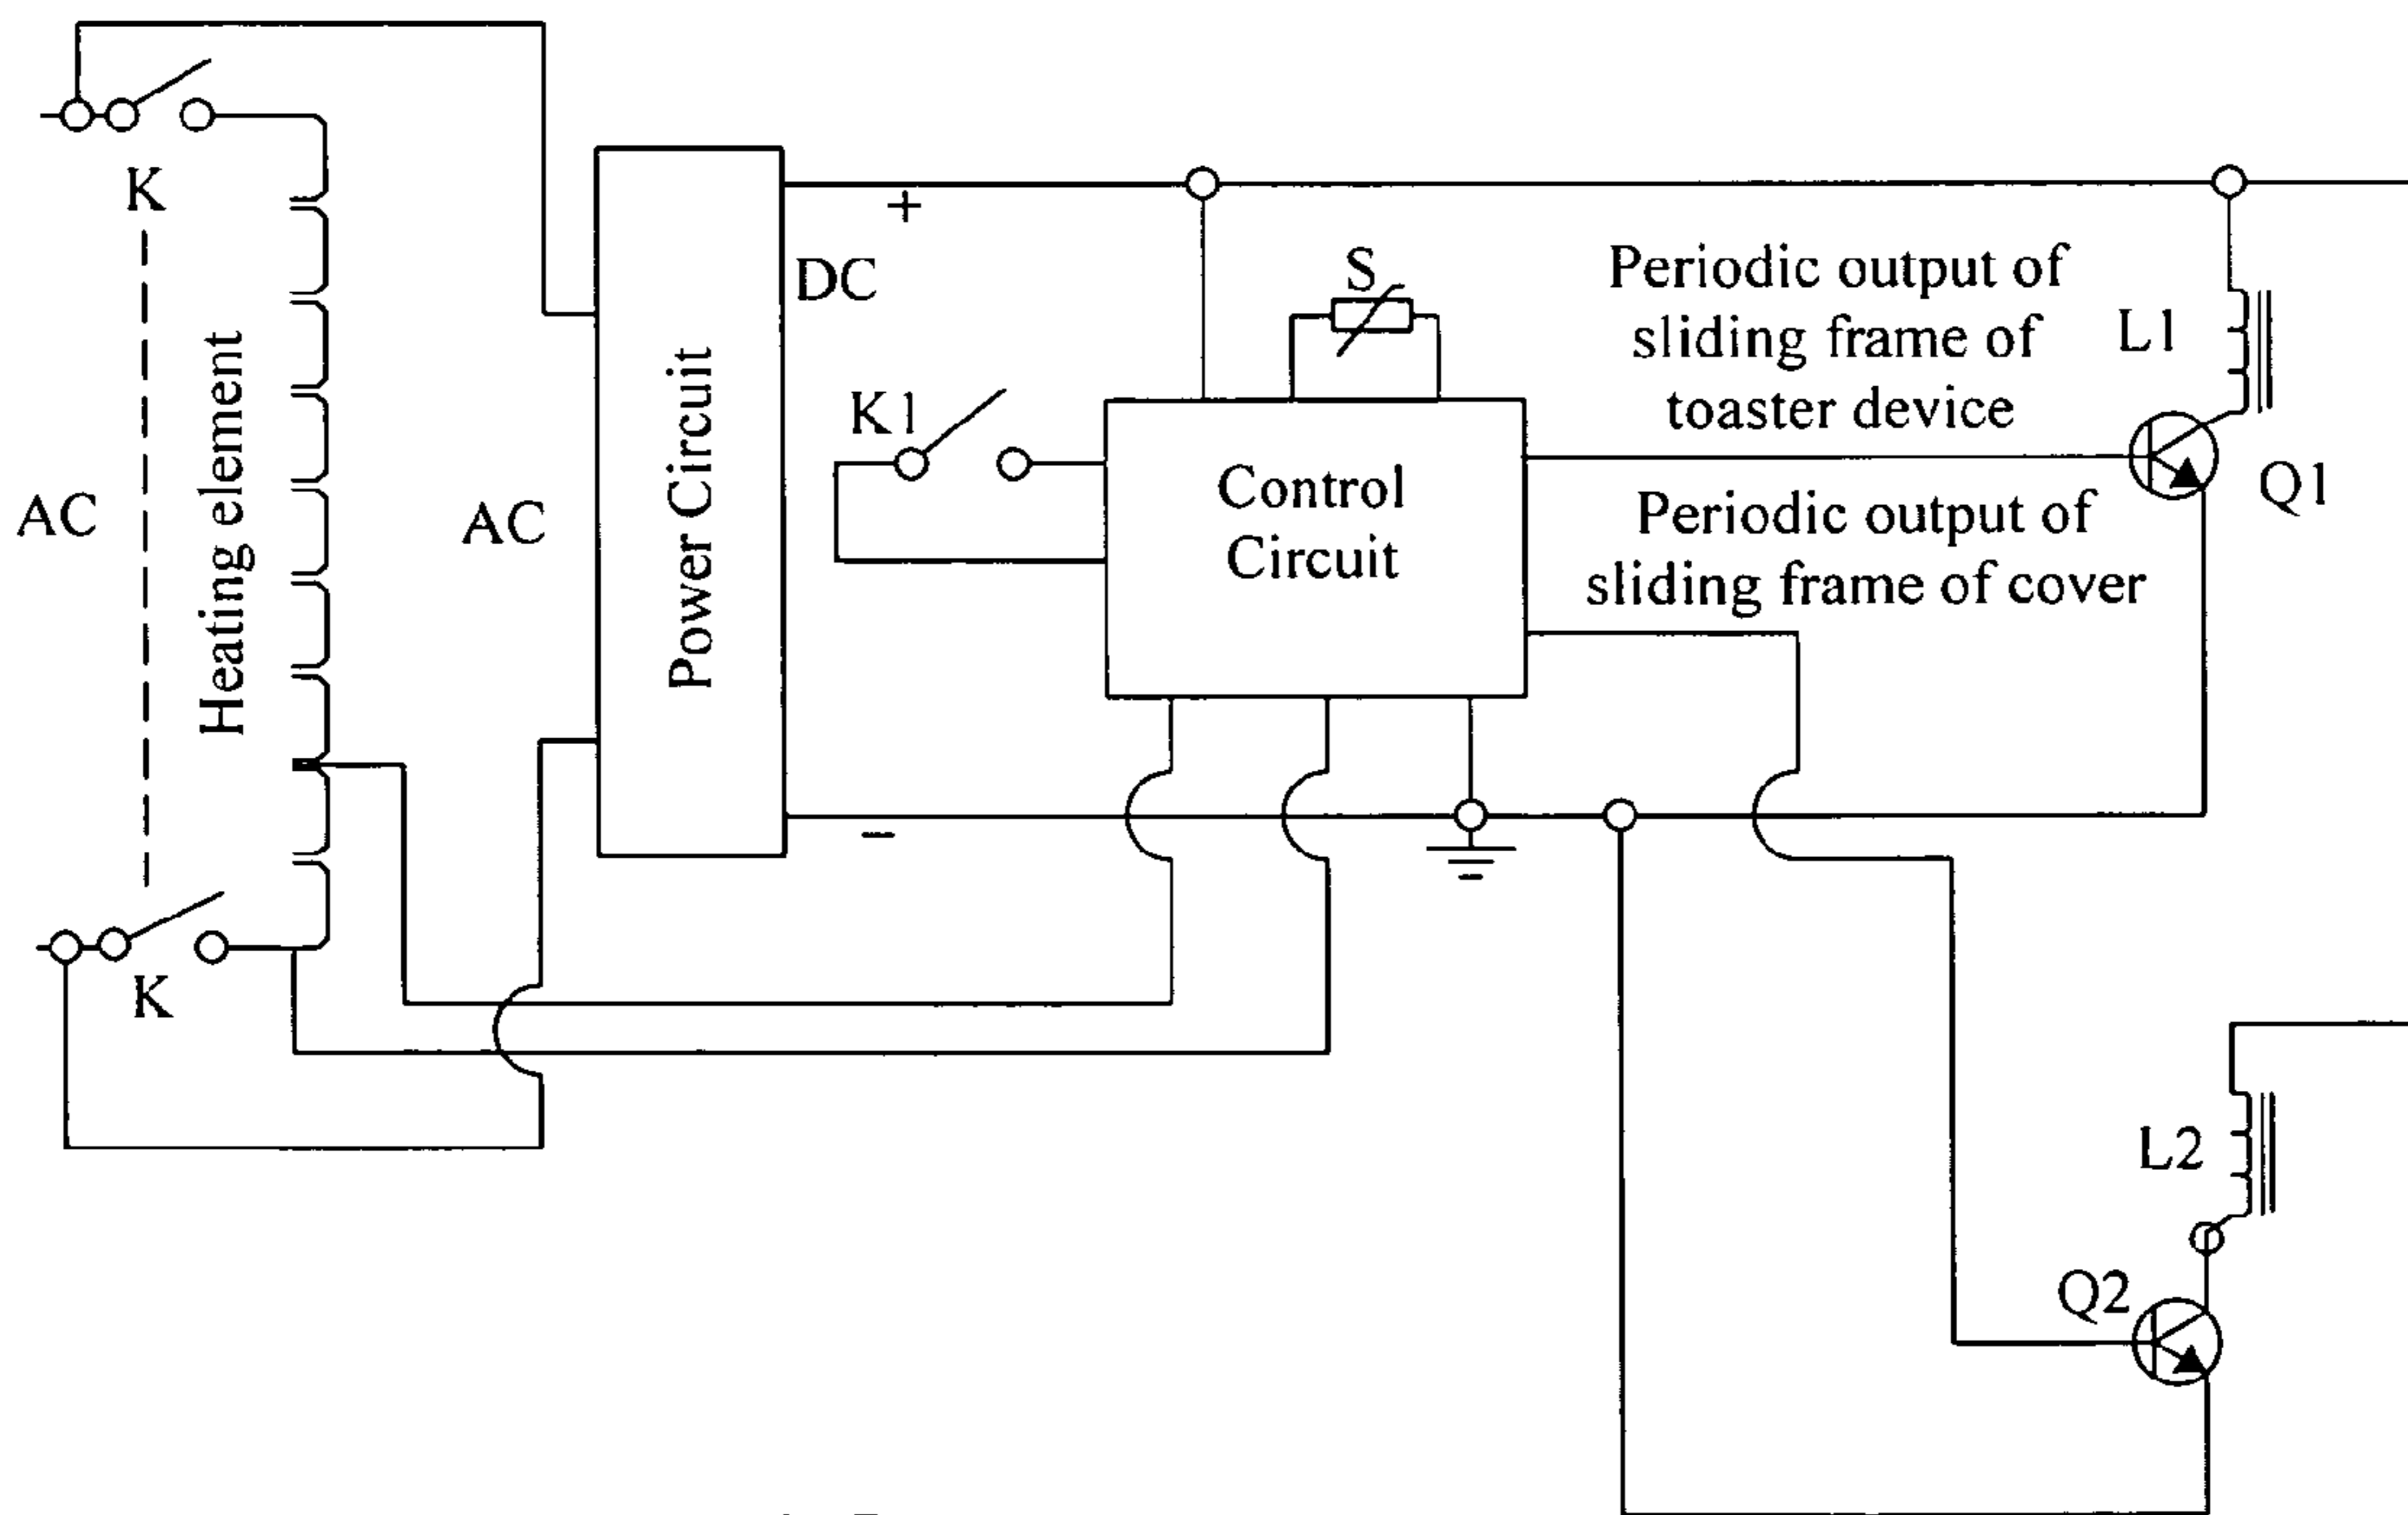 K
AC
Heating element
K
AC
Power Circuit
DC
+
−
K1
S
Control
Circuit
Periodic output of
sliding frame of
toaster device
L1
Q1
Periodic output of
sliding frame of cover
L2
Q2